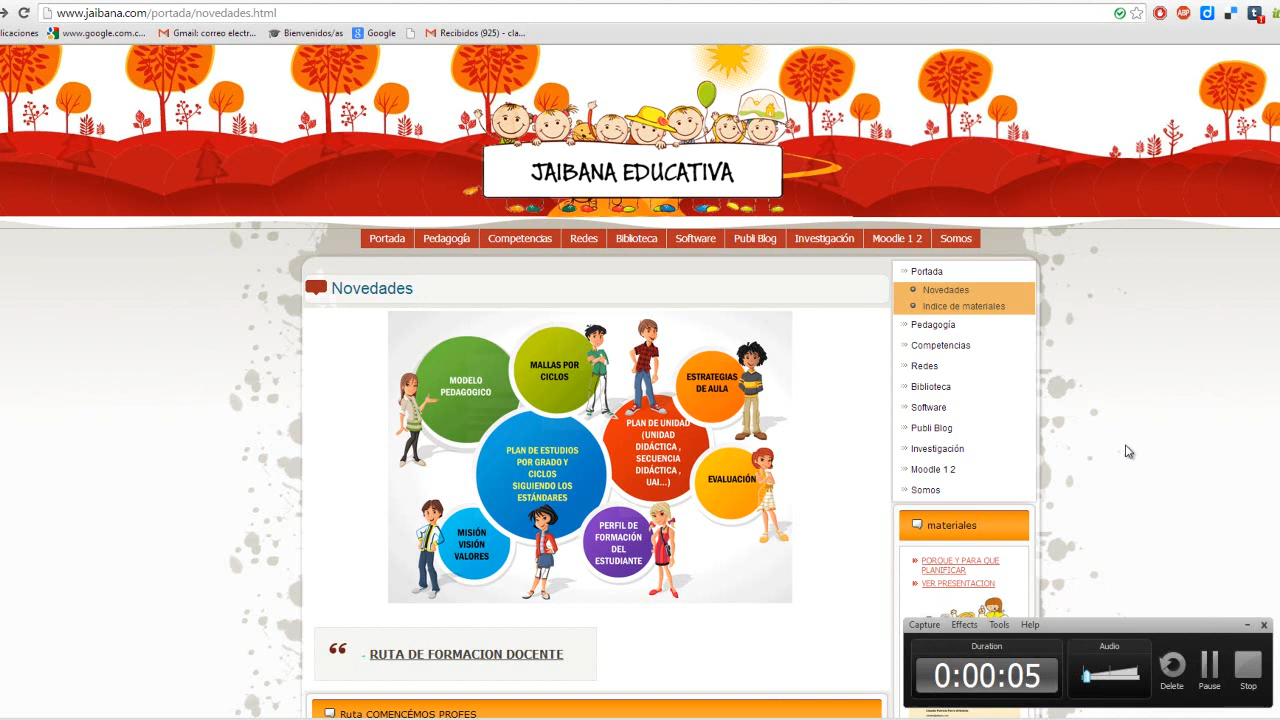 www.jaibana.com/portada/novedades.html
licaciones www.google.com.c... Gmail: correo electr... Bienvenidos/as Google Recibidos (925) - cla...
JAIBANA EDUCATIVA
Portada Pedagogía Competencias Redes Biblioteca Software Publi Blog Investigación Moodle 1 2 Somos
Novedades
MODELO
PEDAGOGICO
MALLAS POR
CICLOS
ESTRATEGIAS
DE AULA
PLAN DE ESTUDIOS
POR GRADO Y
CICLOS
SIGUIENDO LOS
ESTÁNDARES
PLAN DE UNIDAD
(UNIDAD
DIDÁCTICA ,
SECUENCIA
DIDÁCTICA ,
UAI...)
EVALUACIÓN
MISIÓN
VISIÓN
VALORES
PERFIL DE
FORMACIÓN
DEL
ESTUDIANTE
- RUTA DE FORMACION DOCENTE
Ruta COMENCÉMOS PROFES
Portada
Novedades
Indice de materiales
Pedagogía
Competencias
Redes
Biblioteca
Software
Publi Blog
Investigación
Moodle 1 2
Somos
materiales
PORQUE Y PARA QUE
PLANIFICAR
VER PRESENTACION
Capture Effects Tools Help
Duration
0:00:05
Audio
Delete Pause Stop